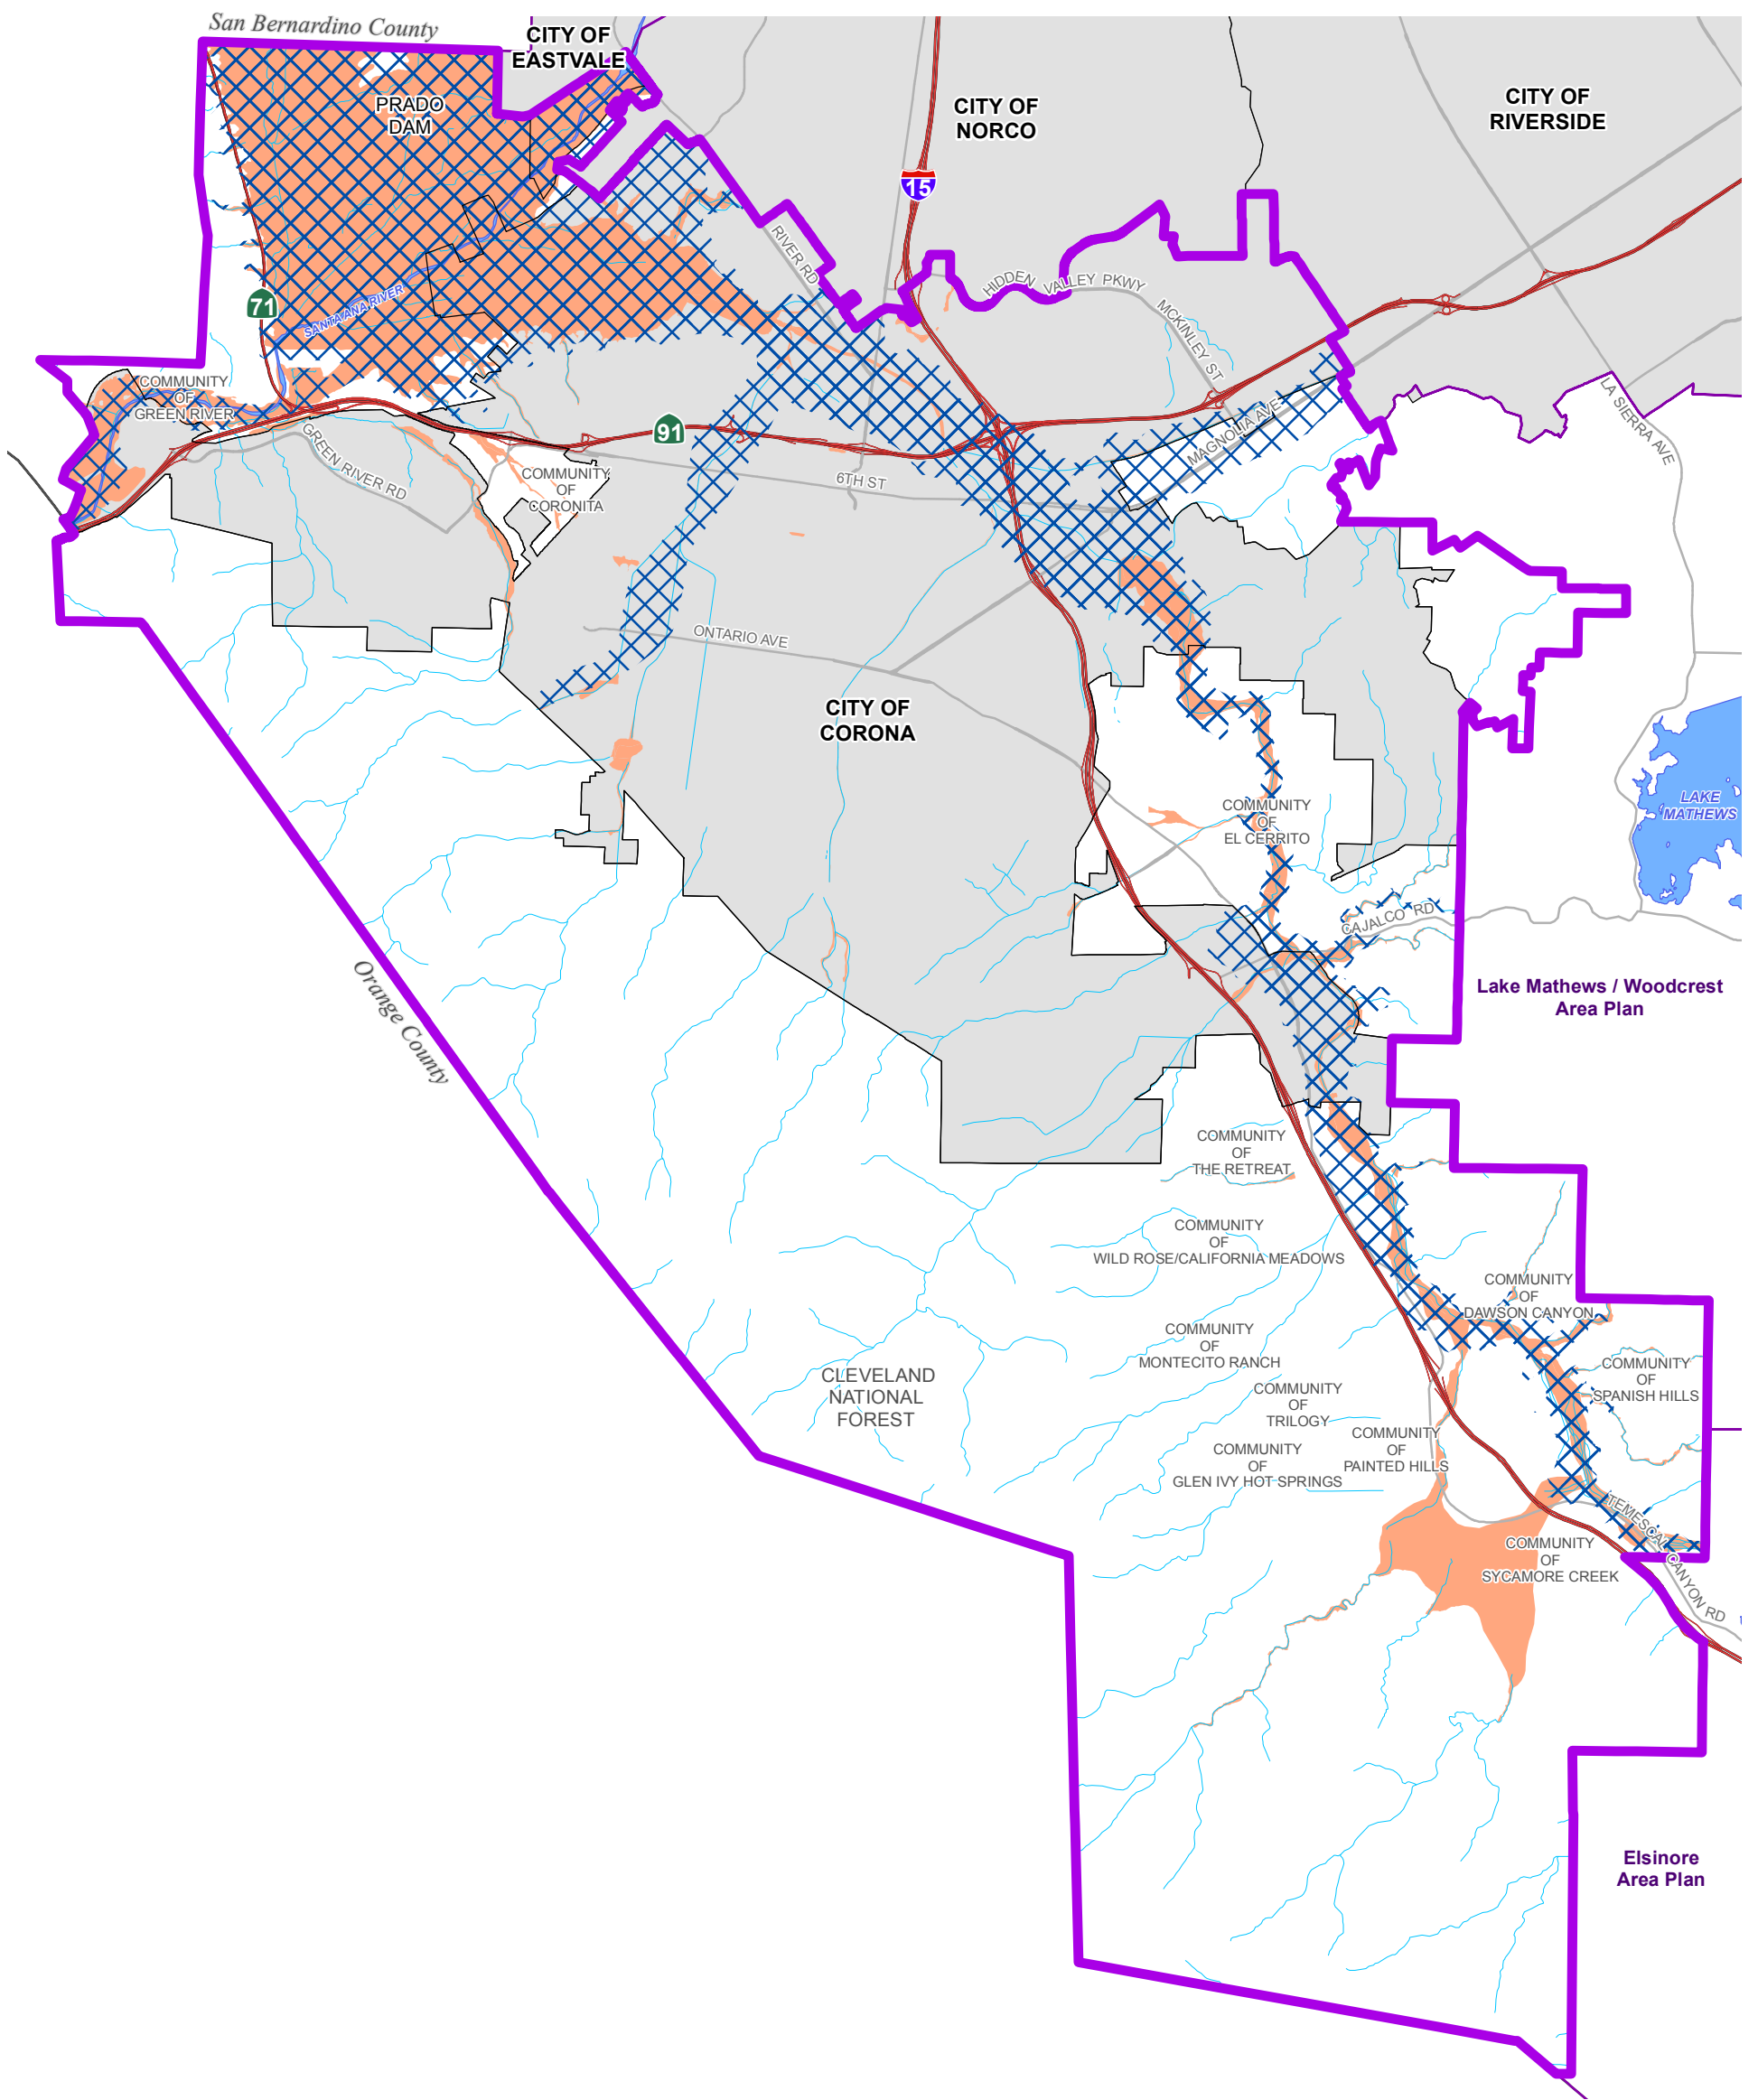 San Bernardino County
CITY OF
EASTVALE
PRADO
DAM
CITY OF
NORCO
CITY OF
RIVERSIDE
15
RIVER RD
HIDDEN VALLEY PKWY
MCKINLEY ST
71
SANTA ANA RIVER
COMMUNITY
OF
GREEN RIVER
GREEN RIVER RD
91
COMMUNITY
OF
CORONITA
6TH ST
MAGNOLIA AVE
LA SIERRA AVE
ONTARIO AVE
CITY OF
CORONA
LAKE
MATHEWS
COMMUNITY
OF
EL CERRITO
CAJALCO RD
Orange County
Lake Mathews / Woodcrest
Area Plan
COMMUNITY
OF
THE RETREAT
COMMUNITY
OF
WILD ROSE/CALIFORNIA MEADOWS
COMMUNITY
OF
DAWSON CANYON
COMMUNITY
OF
MONTECITO RANCH
COMMUNITY
OF
SPANISH HILLS
CLEVELAND
NATIONAL
FOREST
COMMUNITY
OF
TRILOGY
COMMUNITY
OF
PAINTED HILLS
COMMUNITY
OF
GLEN IVY HOT SPRINGS
TEMESCAL CANYON RD
COMMUNITY
OF
SYCAMORE CREEK
Elsinore
Area Plan